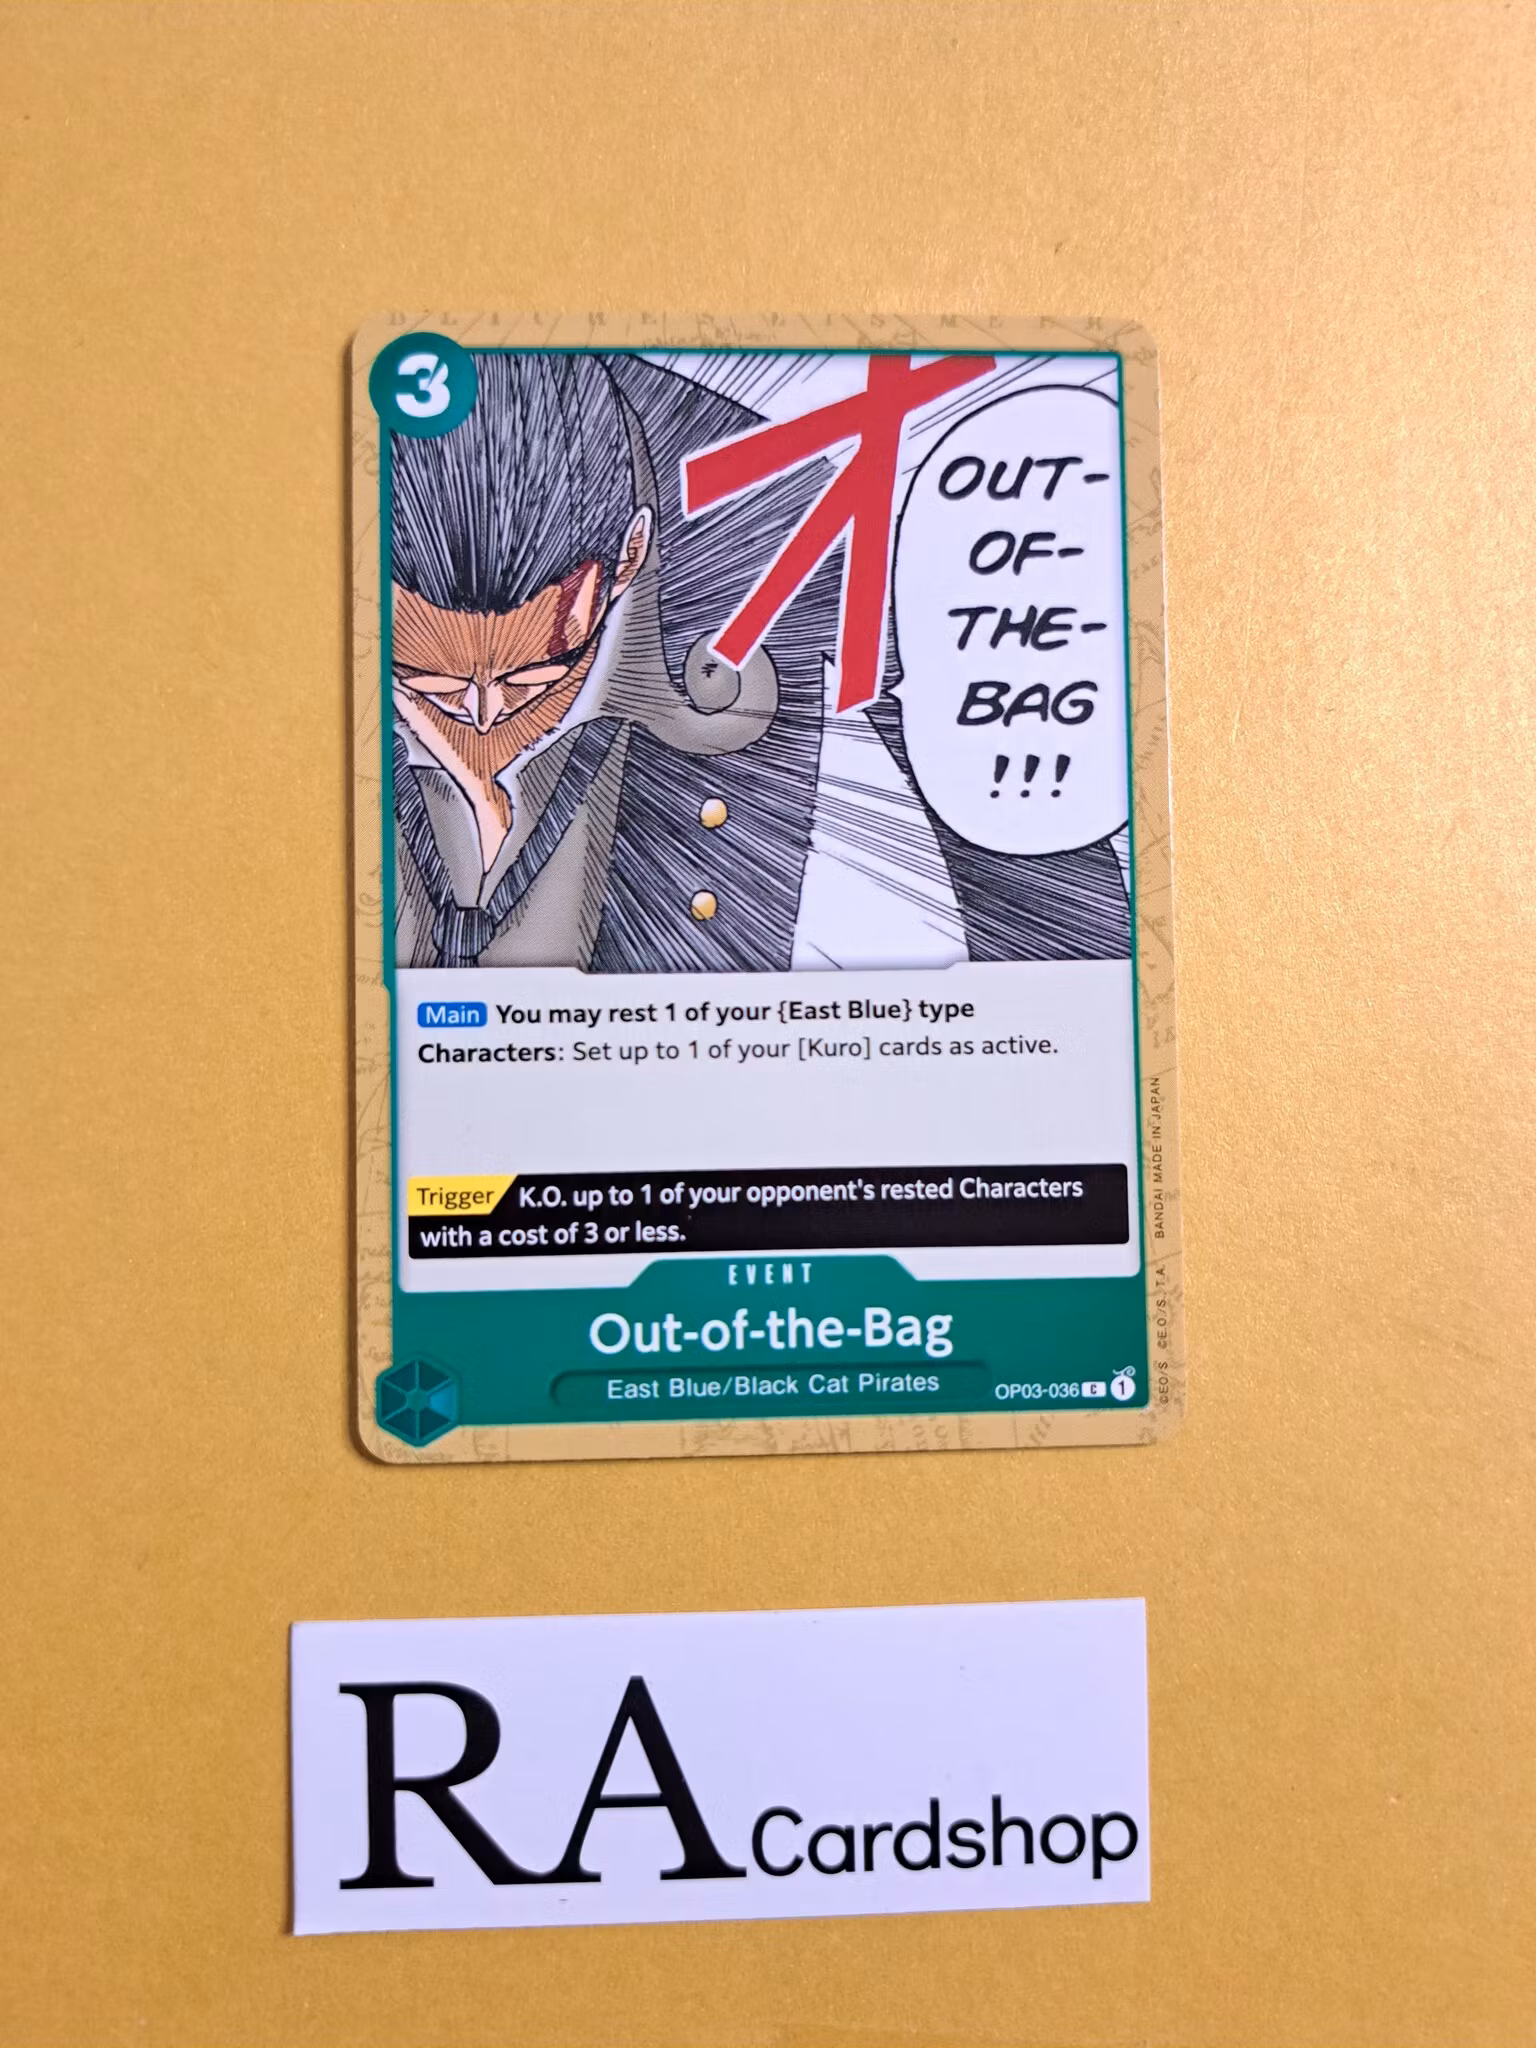 3
オ
OUT-
OF-
THE-
BAG
!!!
Main You may rest 1 of your {East Blue} type
Characters: Set up to 1 of your [Kuro] cards as active.
Trigger K.O. up to 1 of your opponent's rested Characters
with a cost of 3 or less.
EVENT
Out-of-the-Bag
East Blue/Black Cat Pirates
OP03-036 C 1
©E.O/S. ©E.O./S.,T.A. BANDAI MADE IN JAPAN
RA Cardshop